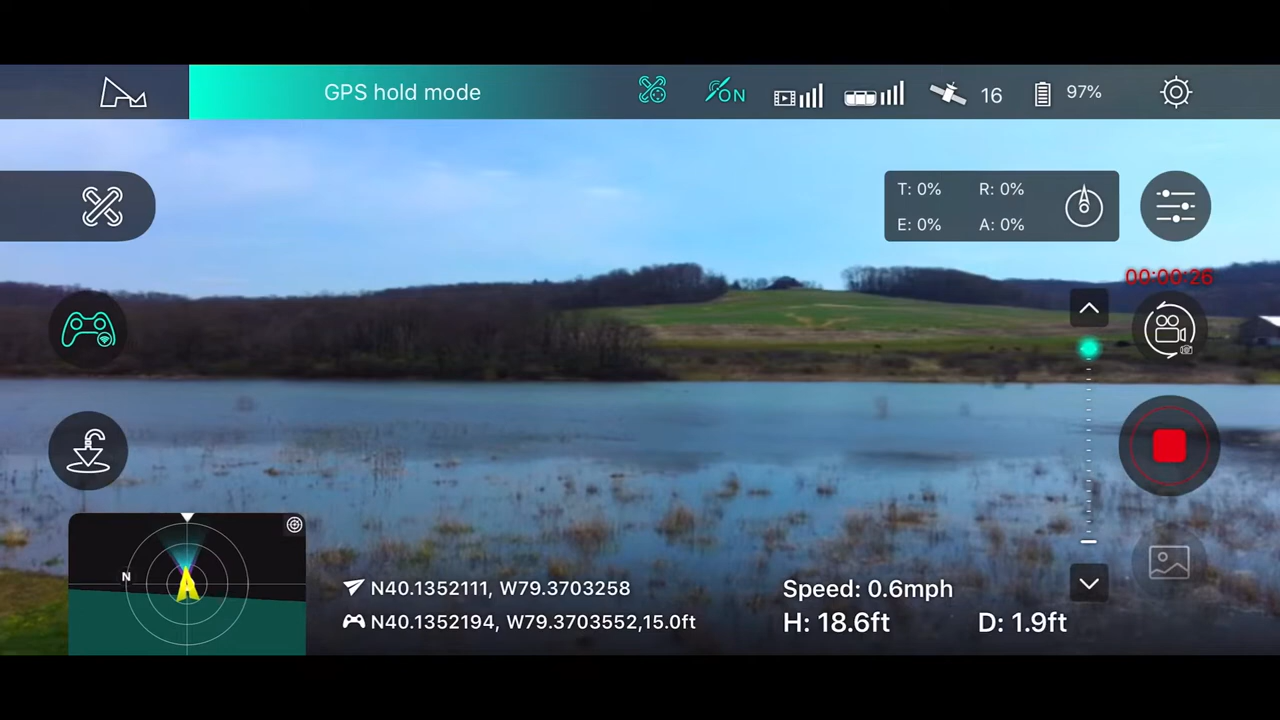 GPS hold mode
ON
16
97%
T: 0% R: 0%
E: 0% A: 0%
00:00:26
N
A
N40.1352111, W79.3703258
N40.1352194, W79.3703552,15.0ft
Speed: 0.6mph
H: 18.6ft D: 1.9ft